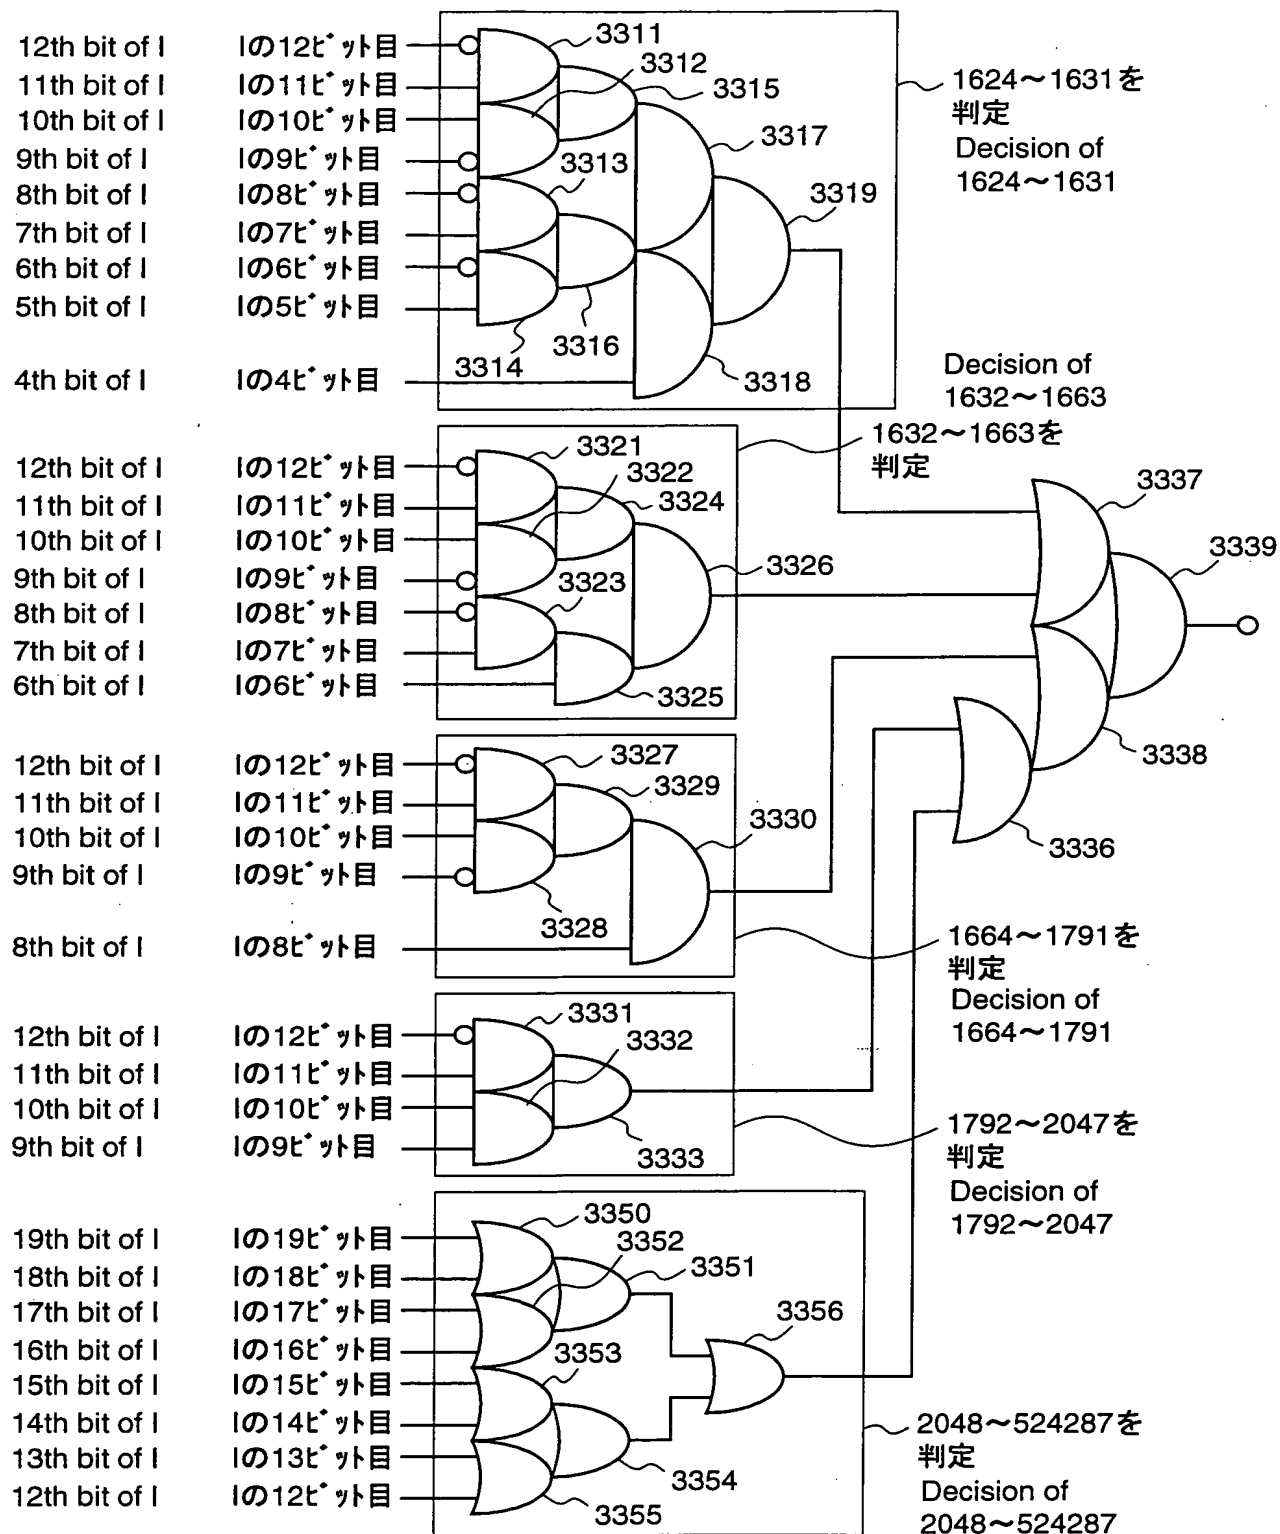 12th bit of I Iの12ビット目
11th bit of I Iの11ビット目
10th bit of I Iの10ビット目
9th bit of I Iの9ビット目
8th bit of I Iの8ビット目
7th bit of I Iの7ビット目
6th bit of I Iの6ビット目
5th bit of I Iの5ビット目
4th bit of I Iの4ビット目
3311
3312
3315
3313
3317
3319
3316
3314
3318
1624～1631を
判定
Decision of
1624～1631
12th bit of I Iの12ビット目
11th bit of I Iの11ビット目
10th bit of I Iの10ビット目
9th bit of I Iの9ビット目
8th bit of I Iの8ビット目
7th bit of I Iの7ビット目
6th bit of I Iの6ビット目
3321
3322
3324
3326
3323
3325
Decision of
1632～1663
1632～1663を
判定
3337
3339
3338
3336
12th bit of I Iの12ビット目
11th bit of I Iの11ビット目
10th bit of I Iの10ビット目
9th bit of I Iの9ビット目
8th bit of I Iの8ビット目
3327
3329
3330
3328
1664～1791を
判定
Decision of
1664～1791
12th bit of I Iの12ビット目
11th bit of I Iの11ビット目
10th bit of I Iの10ビット目
9th bit of I Iの9ビット目
3331
3332
3333
1792～2047を
判定
Decision of
1792～2047
19th bit of I Iの19ビット目
18th bit of I Iの18ビット目
17th bit of I Iの17ビット目
16th bit of I Iの16ビット目
15th bit of I Iの15ビット目
14th bit of I Iの14ビット目
13th bit of I Iの13ビット目
12th bit of I Iの12ビット目
3350
3352
3351
3356
3353
3354
3355
2048～524287を
判定
Decision of
2048～524287